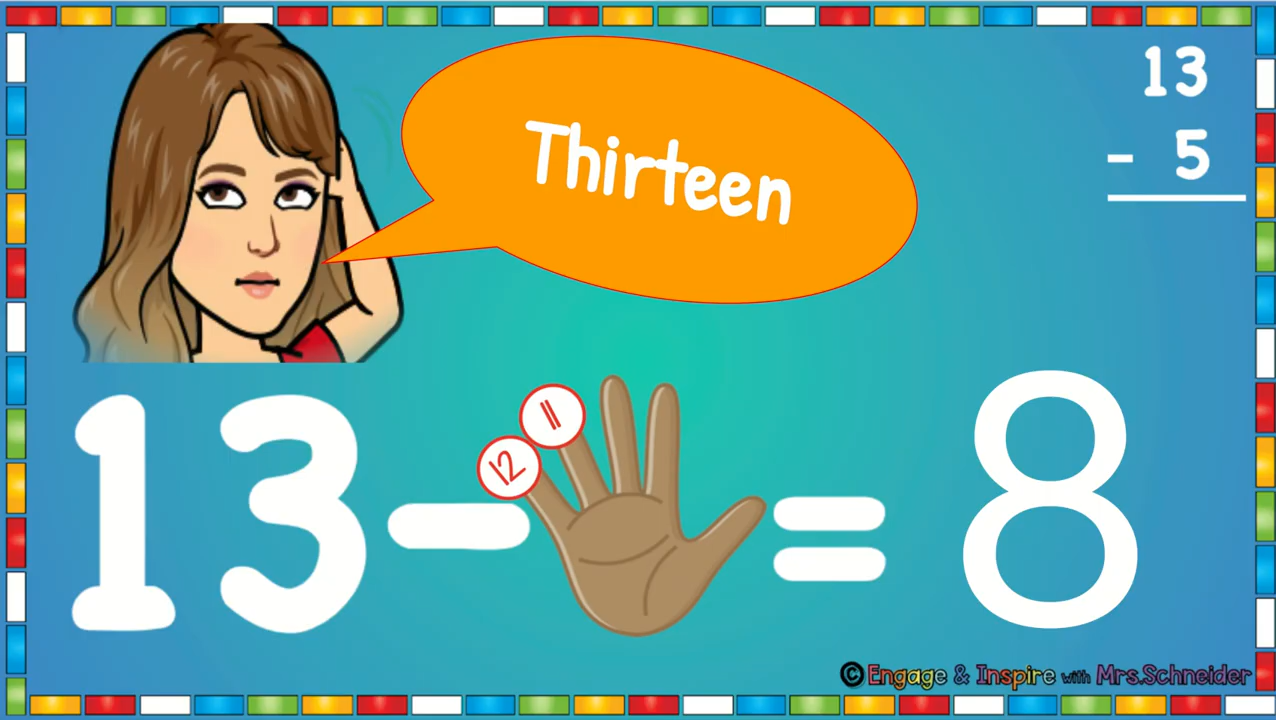 Thirteen
13
- 5
12
11
13 - = 8
© Engage & Inspire with Mrs.Schneider